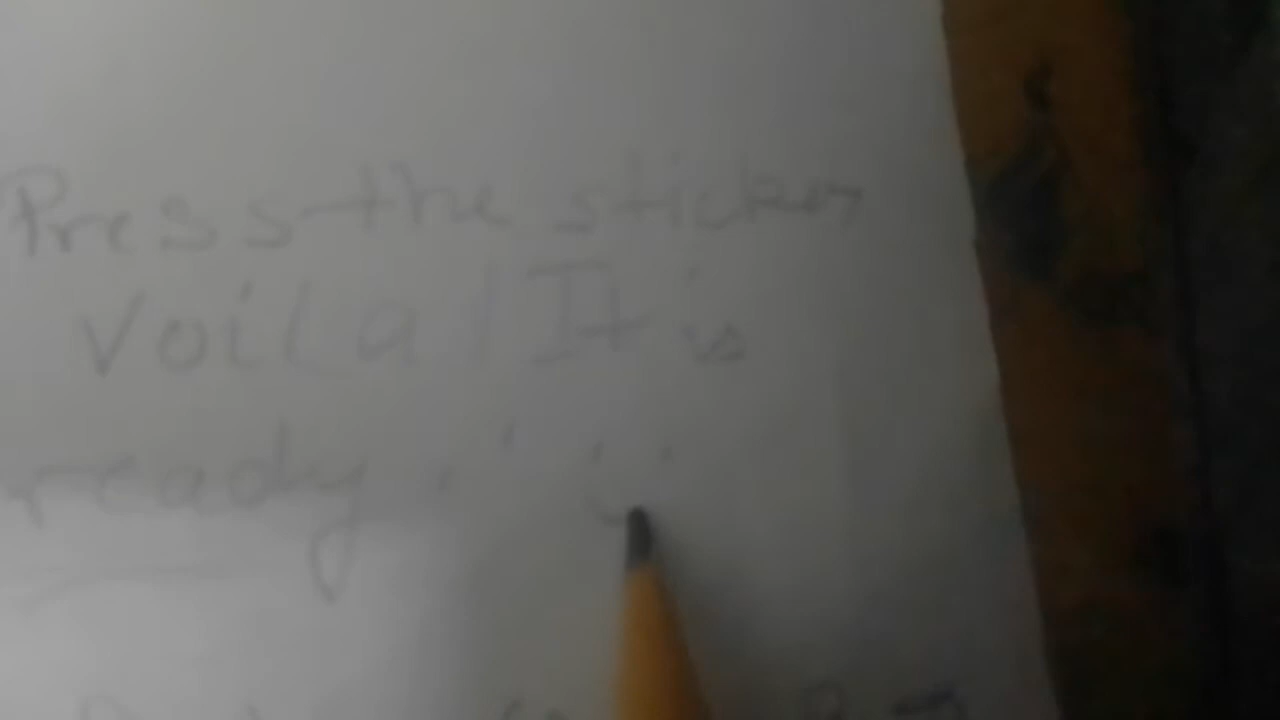 Press the sticker
Voila! It is
ready.